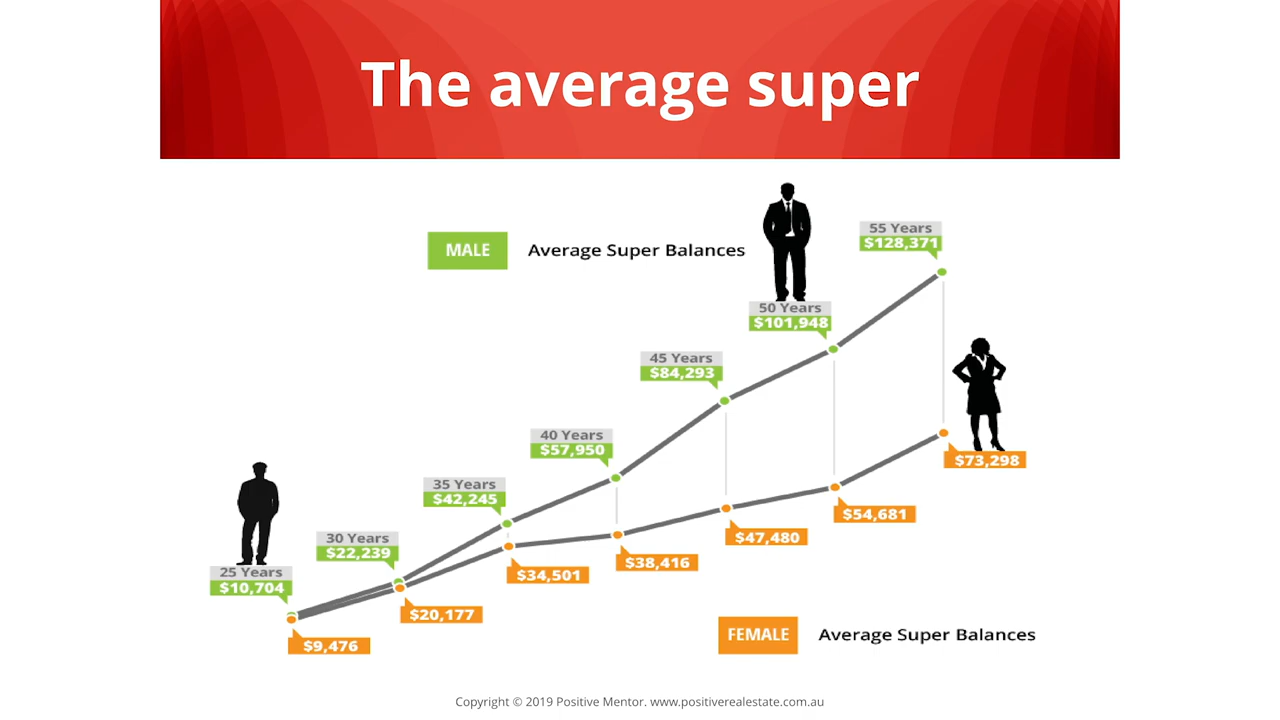 The average super
MALE Average Super Balances
55 Years
$128,371
50 Years
$101,948
45 Years
$84,293
40 Years
$57,950
35 Years
$42,245
30 Years
$22,239
25 Years
$10,704
$9,476
$20,177
$34,501
$38,416
$47,480
$54,681
$73,298
FEMALE Average Super Balances
Copyright © 2019 Positive Mentor. www.positiverealestate.com.au